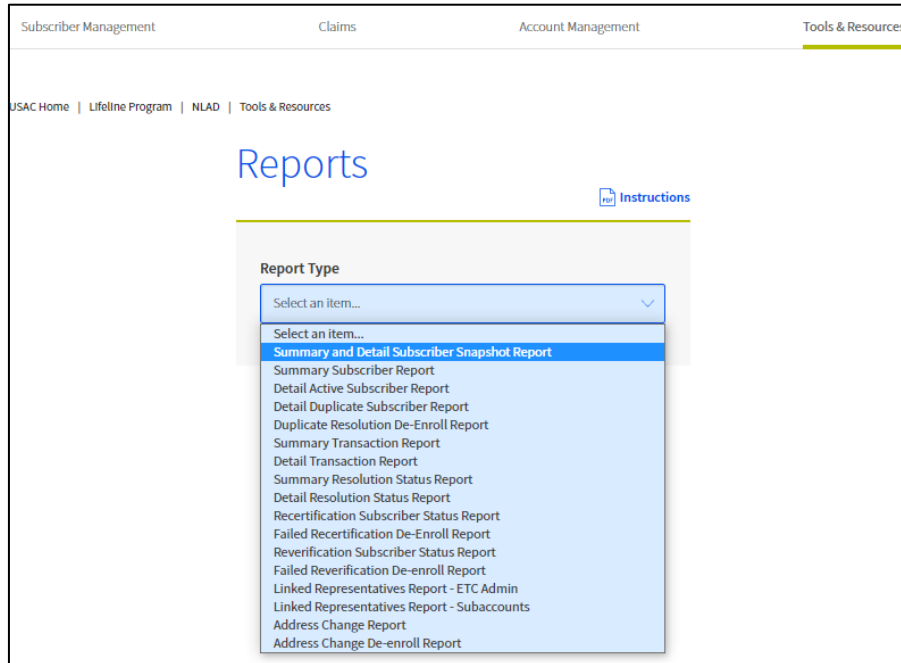 Subscriber Management Claims Account Management Tools & Resources
USAC Home | Lifeline Program | NLAD | Tools & Resources
Reports
PDF Instructions
Report Type
Select an item...
Select an item...
Summary and Detail Subscriber Snapshot Report
Summary Subscriber Report
Detail Active Subscriber Report
Detail Duplicate Subscriber Report
Duplicate Resolution De-Enroll Report
Summary Transaction Report
Detail Transaction Report
Summary Resolution Status Report
Detail Resolution Status Report
Recertification Subscriber Status Report
Failed Recertification De-Enroll Report
Reverification Subscriber Status Report
Failed Reverification De-enroll Report
Linked Representatives Report - ETC Admin
Linked Representatives Report - Subaccounts
Address Change Report
Address Change De-enroll Report